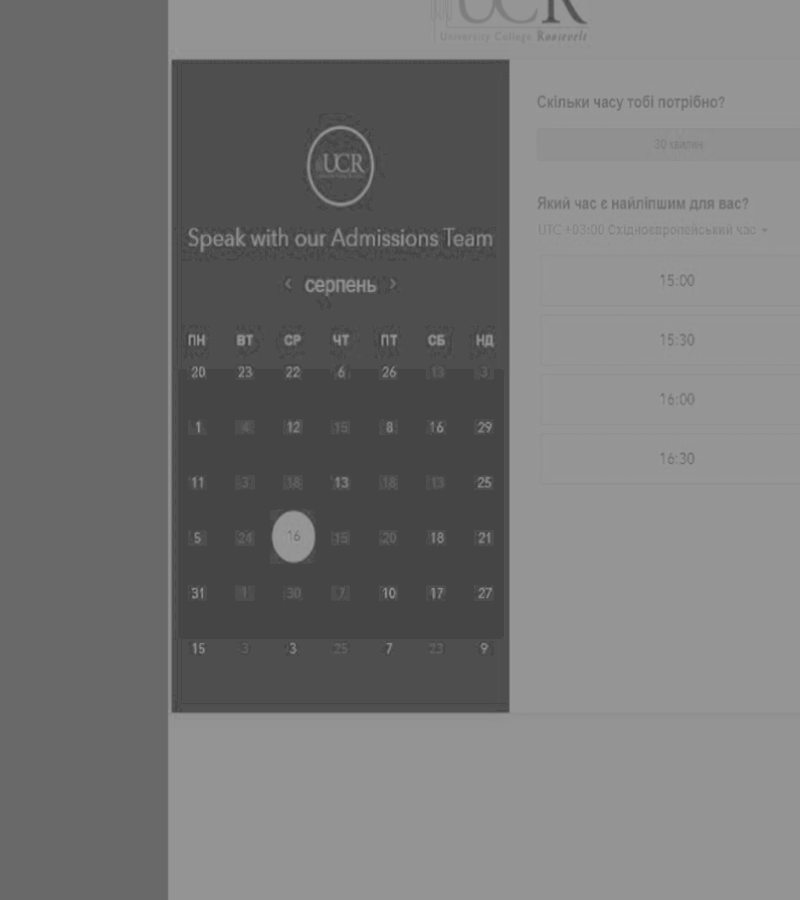 UCR
University College Roosevelt
UCR
Speak with our Admissions Team
< серпень >
ПН ВТ СР ЧТ ПТ СБ НД
20 23 22 6 26 13 3
1 4 12 15 8 16 29
11 3 18 13 18 13 25
5 24 16 15 20 18 21
31 1 30 7 10 17 27
15 3 3 25 7 23 9
Скільки часу тобі потрібно?
30 хвилин
Який час є найліпшим для вас?
UTC +03:00 Східноєвропейський час
15:00
15:30
16:00
16:30